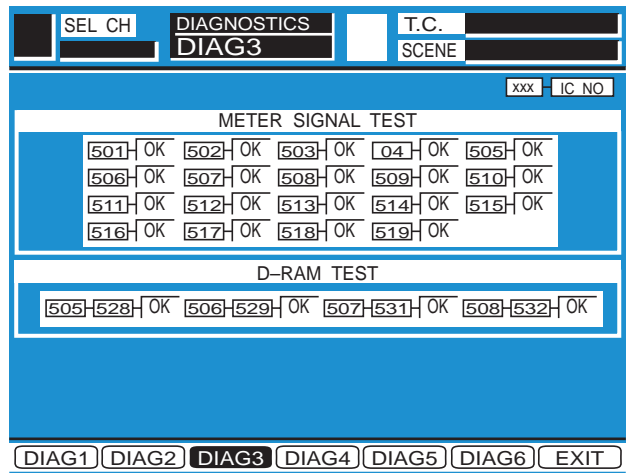 SEL CH DIAGNOSTICS T.C.
DIAG3 SCENE
xxx IC NO
METER SIGNAL TEST
501 OK 502 OK 503 OK 04 OK 505 OK
506 OK 507 OK 508 OK 509 OK 510 OK
511 OK 512 OK 513 OK 514 OK 515 OK
516 OK 517 OK 518 OK 519 OK
D–RAM TEST
505 528 OK 506 529 OK 507 531 OK 508 532 OK
DIAG1 DIAG2 DIAG3 DIAG4 DIAG5 DIAG6 EXIT